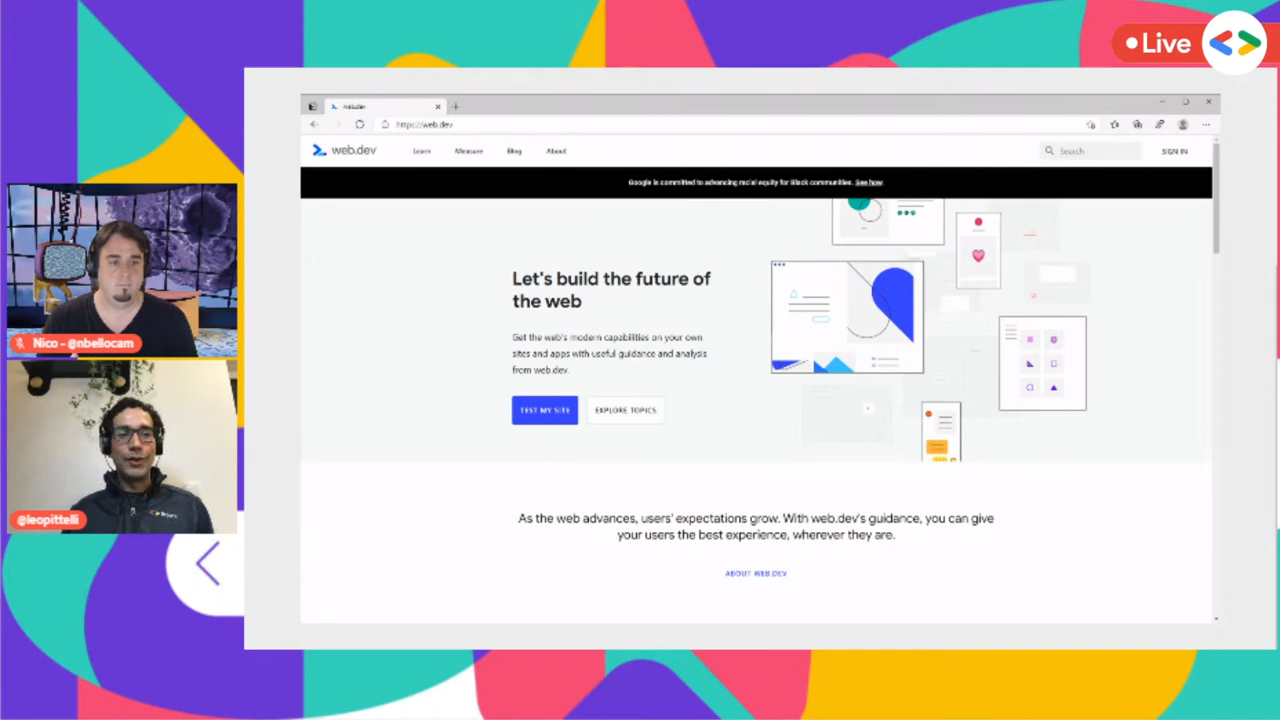 Live
web.dev
https://web.dev
web.dev
Learn
Measure
Blog
About
Search
SIGN IN
Google is committed to advancing racial equity for Black communities. See how.
Let's build the future of
the web
Get the web's modern capabilities on your own
sites and apps with useful guidance and analysis
from web.dev.
TEST MY SITE
EXPLORE TOPICS
As the web advances, users' expectations grow. With web.dev's guidance, you can give
your users the best experience, wherever they are.
ABOUT WEB.DEV
Nico - @nbellocam
@leopittelli